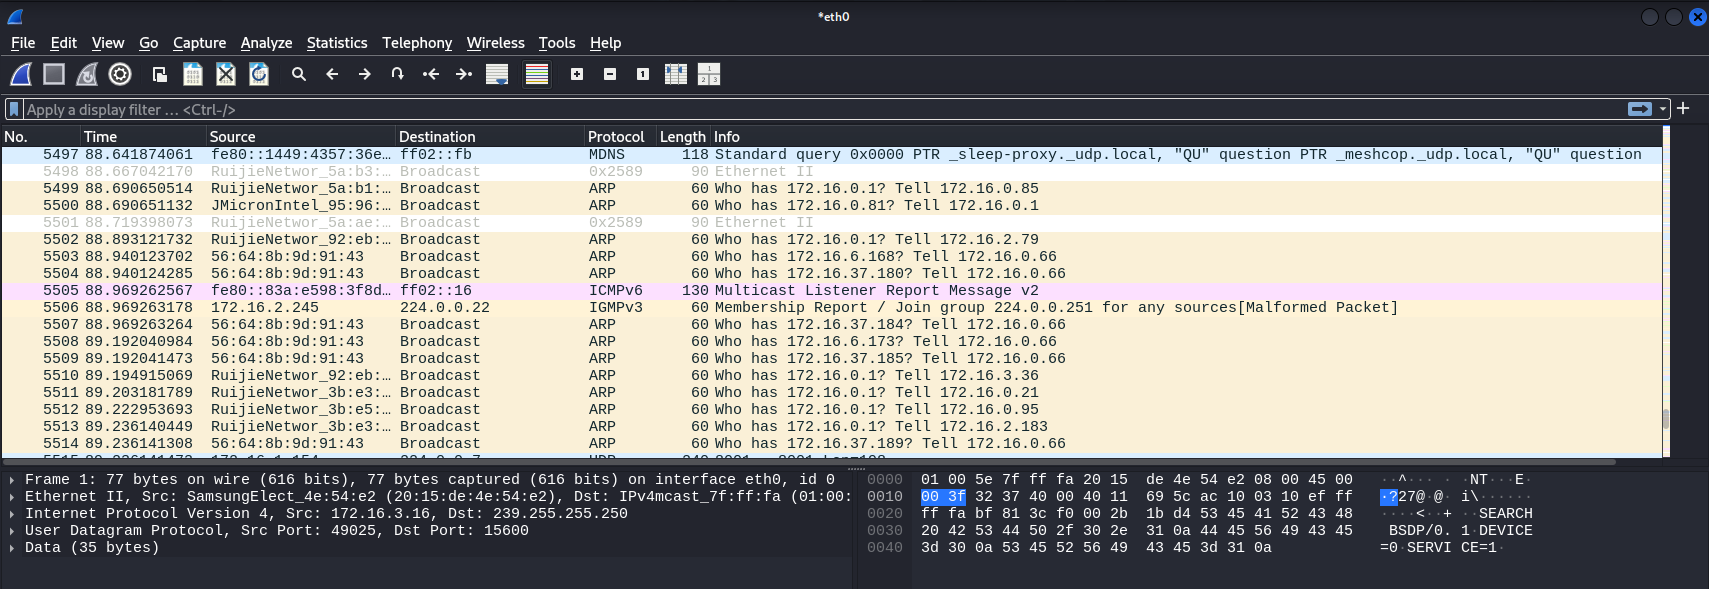 *eth0
File Edit View Go Capture Analyze Statistics Telephony Wireless Tools Help
Apply a display filter … <Ctrl-/>
No. Time Source Destination Protocol Length Info
5497 88.641874061 fe80::1449:4357:36e… ff02::fb MDNS 118 Standard query 0x0000 PTR _sleep-proxy._udp.local, "QU" question PTR _meshcop._udp.local, "QU" question
5498 88.667042170 RuijieNetwor_5a:b3:… Broadcast 0x2589 90 Ethernet II
5499 88.690650514 RuijieNetwor_5a:b1:… Broadcast ARP 60 Who has 172.16.0.1? Tell 172.16.0.85
5500 88.690651132 JMicronIntel_95:96:… Broadcast ARP 60 Who has 172.16.0.81? Tell 172.16.0.1
5501 88.719398073 RuijieNetwor_5a:ae:… Broadcast 0x2589 90 Ethernet II
5502 88.893121732 RuijieNetwor_92:eb:… Broadcast ARP 60 Who has 172.16.0.1? Tell 172.16.2.79
5503 88.940123702 56:64:8b:9d:91:43 Broadcast ARP 60 Who has 172.16.6.168? Tell 172.16.0.66
5504 88.940124285 56:64:8b:9d:91:43 Broadcast ARP 60 Who has 172.16.37.180? Tell 172.16.0.66
5505 88.969262567 fe80::83a:e598:3f8d… ff02::16 ICMPv6 130 Multicast Listener Report Message v2
5506 88.969263178 172.16.2.245 224.0.0.22 IGMPv3 60 Membership Report / Join group 224.0.0.251 for any sources[Malformed Packet]
5507 88.969263264 56:64:8b:9d:91:43 Broadcast ARP 60 Who has 172.16.37.184? Tell 172.16.0.66
5508 89.192040984 56:64:8b:9d:91:43 Broadcast ARP 60 Who has 172.16.6.173? Tell 172.16.0.66
5509 89.192041473 56:64:8b:9d:91:43 Broadcast ARP 60 Who has 172.16.37.185? Tell 172.16.0.66
5510 89.194915069 RuijieNetwor_92:eb:… Broadcast ARP 60 Who has 172.16.0.1? Tell 172.16.3.36
5511 89.203181789 RuijieNetwor_3b:e3:… Broadcast ARP 60 Who has 172.16.0.1? Tell 172.16.0.21
5512 89.222953693 RuijieNetwor_3b:e5:… Broadcast ARP 60 Who has 172.16.0.1? Tell 172.16.0.95
5513 89.236140449 RuijieNetwor_3b:e3:… Broadcast ARP 60 Who has 172.16.0.1? Tell 172.16.2.183
5514 89.236141308 56:64:8b:9d:91:43 Broadcast ARP 60 Who has 172.16.37.189? Tell 172.16.0.66
Frame 1: 77 bytes on wire (616 bits), 77 bytes captured (616 bits) on interface eth0, id 0
Ethernet II, Src: SamsungElect_4e:54:e2 (20:15:de:4e:54:e2), Dst: IPv4mcast_7f:ff:fa (01:00:
Internet Protocol Version 4, Src: 172.16.3.16, Dst: 239.255.255.250
User Datagram Protocol, Src Port: 49025, Dst Port: 15600
Data (35 bytes)
0000 01 00 5e 7f ff fa 20 15 de 4e 54 e2 08 00 45 00 ··^··· · ·NT···E·
0010 00 3f 32 37 40 00 40 11 69 5c ac 10 03 10 ef ff ·?27@·@· i\······
0020 ff fa bf 81 3c f0 00 2b 1b d4 53 45 41 52 43 48 ····<··+ ··SEARCH
0030 20 42 53 44 50 2f 30 2e 31 0a 44 45 56 49 43 45 BSDP/0. 1·DEVICE
0040 3d 30 0a 53 45 52 56 49 43 45 3d 31 0a =0·SERVI CE=1·